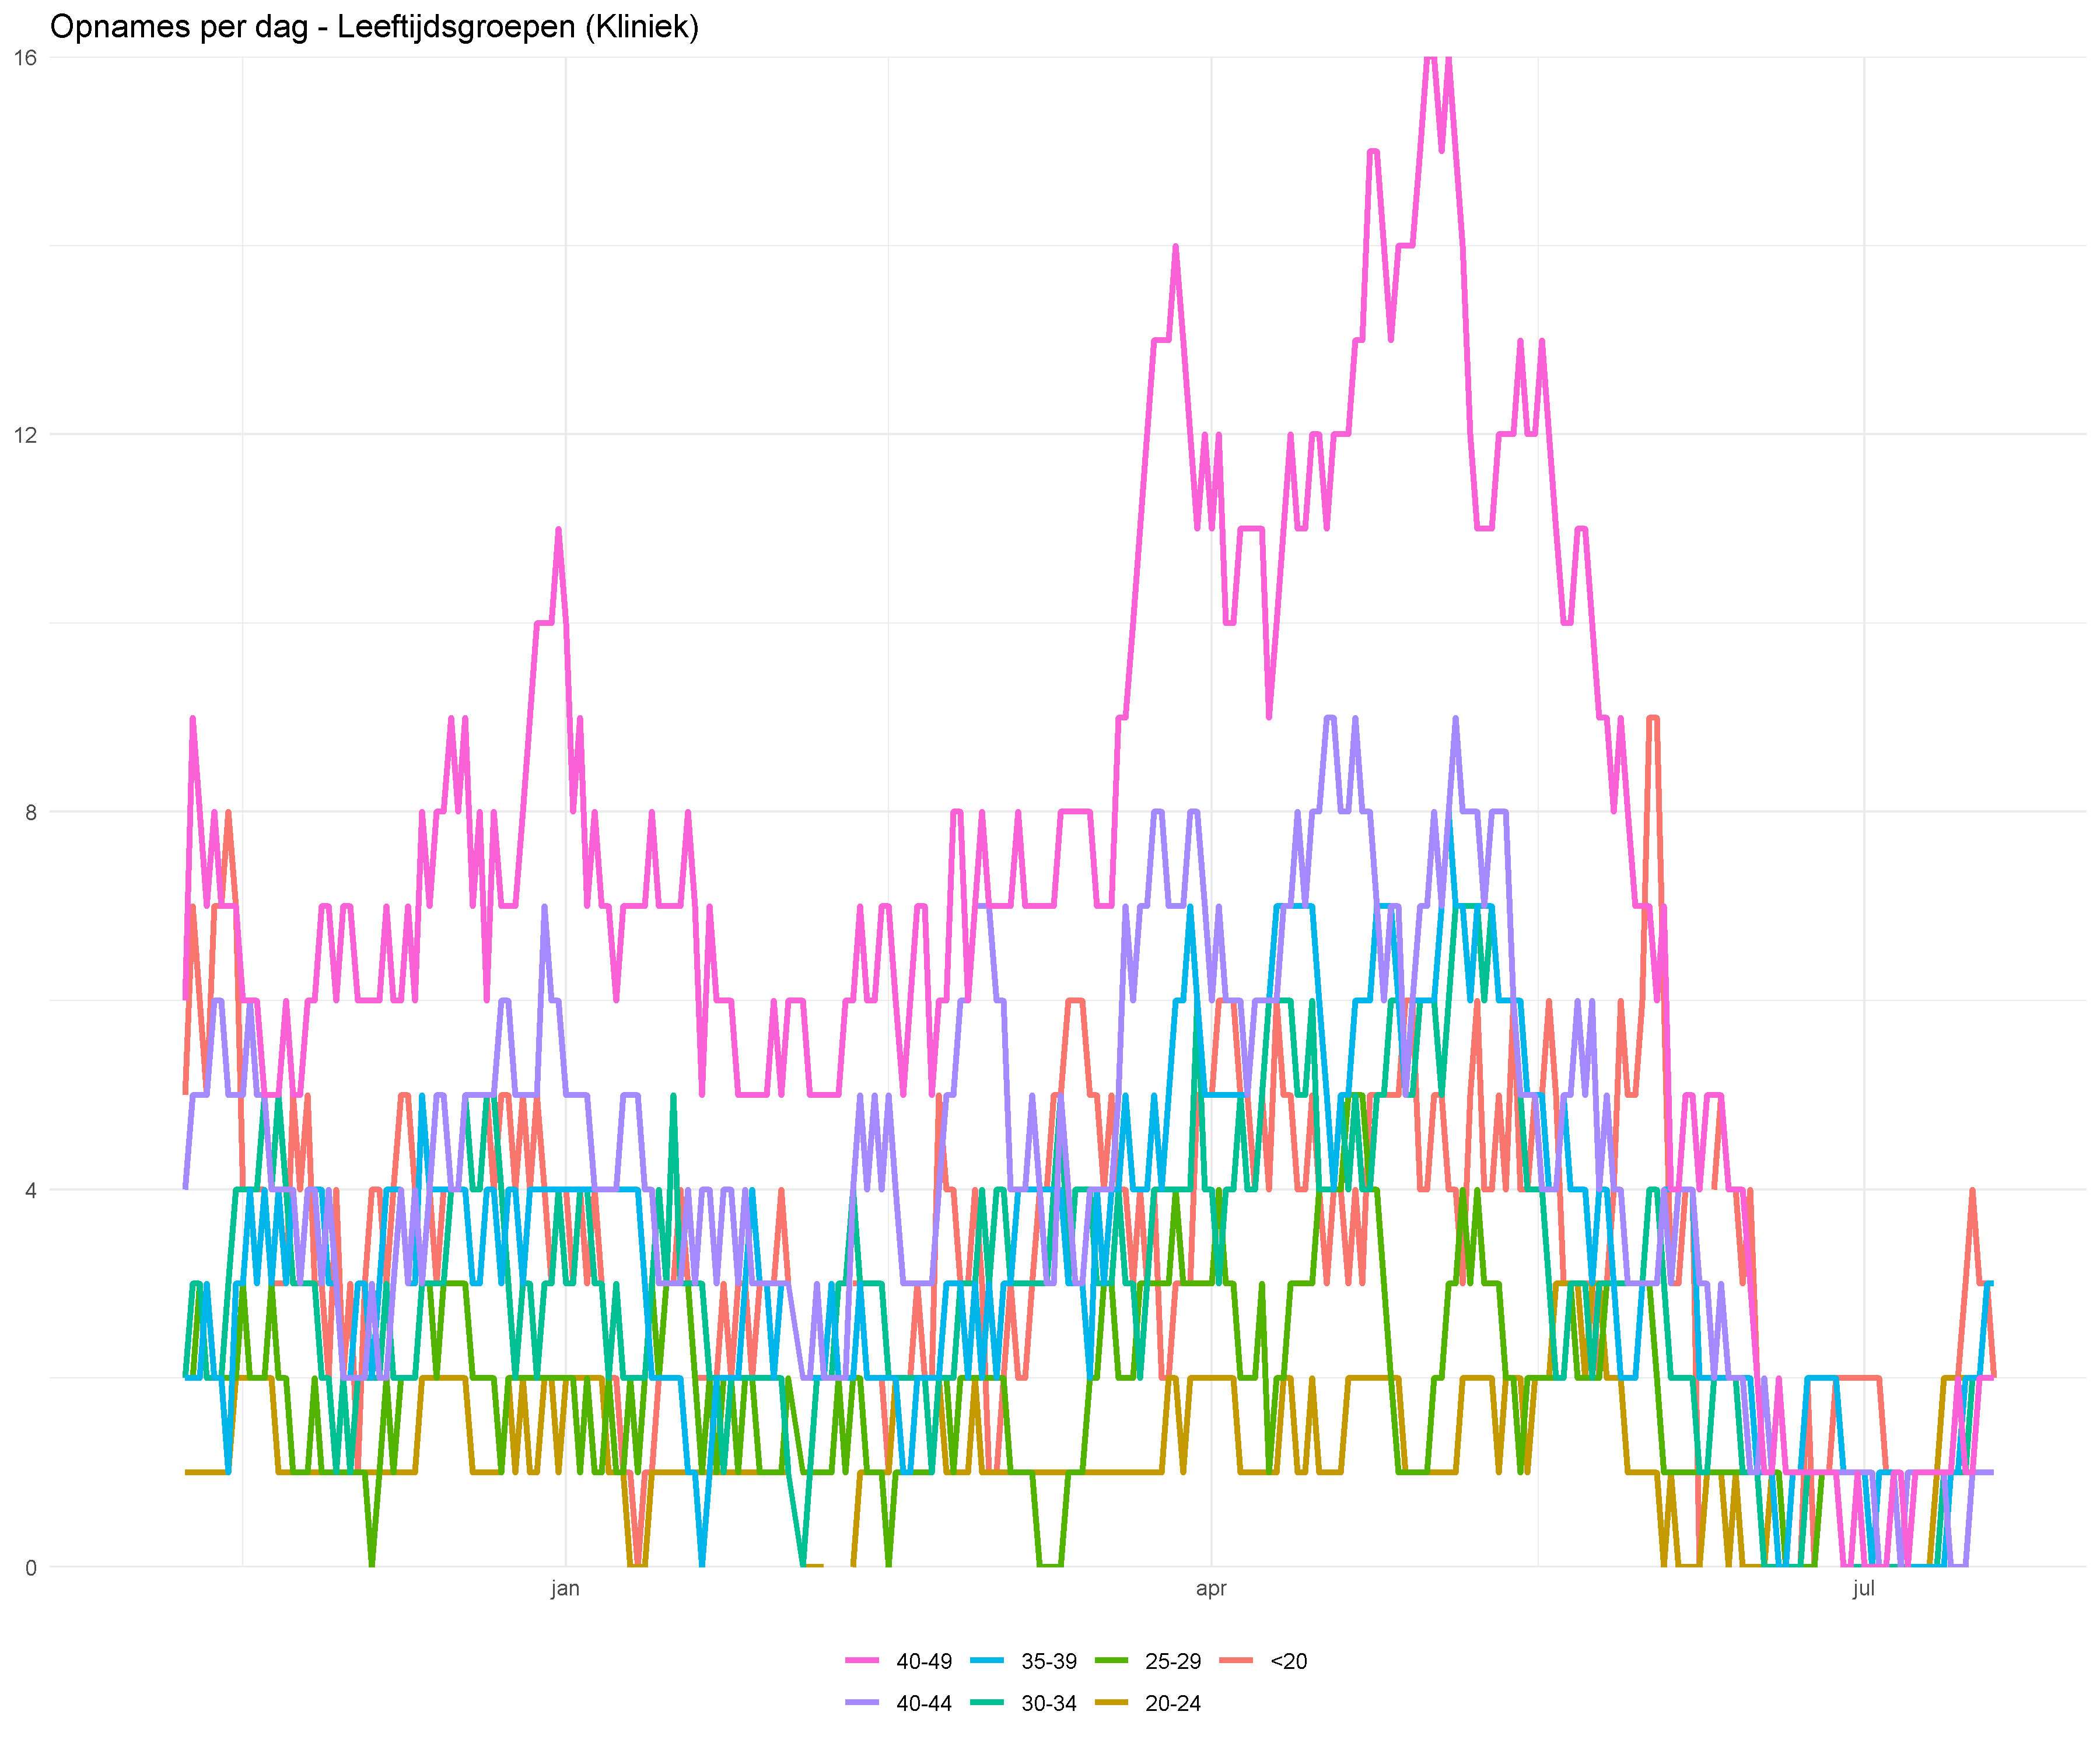 Opnames per dag - Leeftijdsgroepen (Kliniek)
16
12
8
4
0
jan apr jul
40-49 35-39 25-29 <20
40-44 30-34 20-24